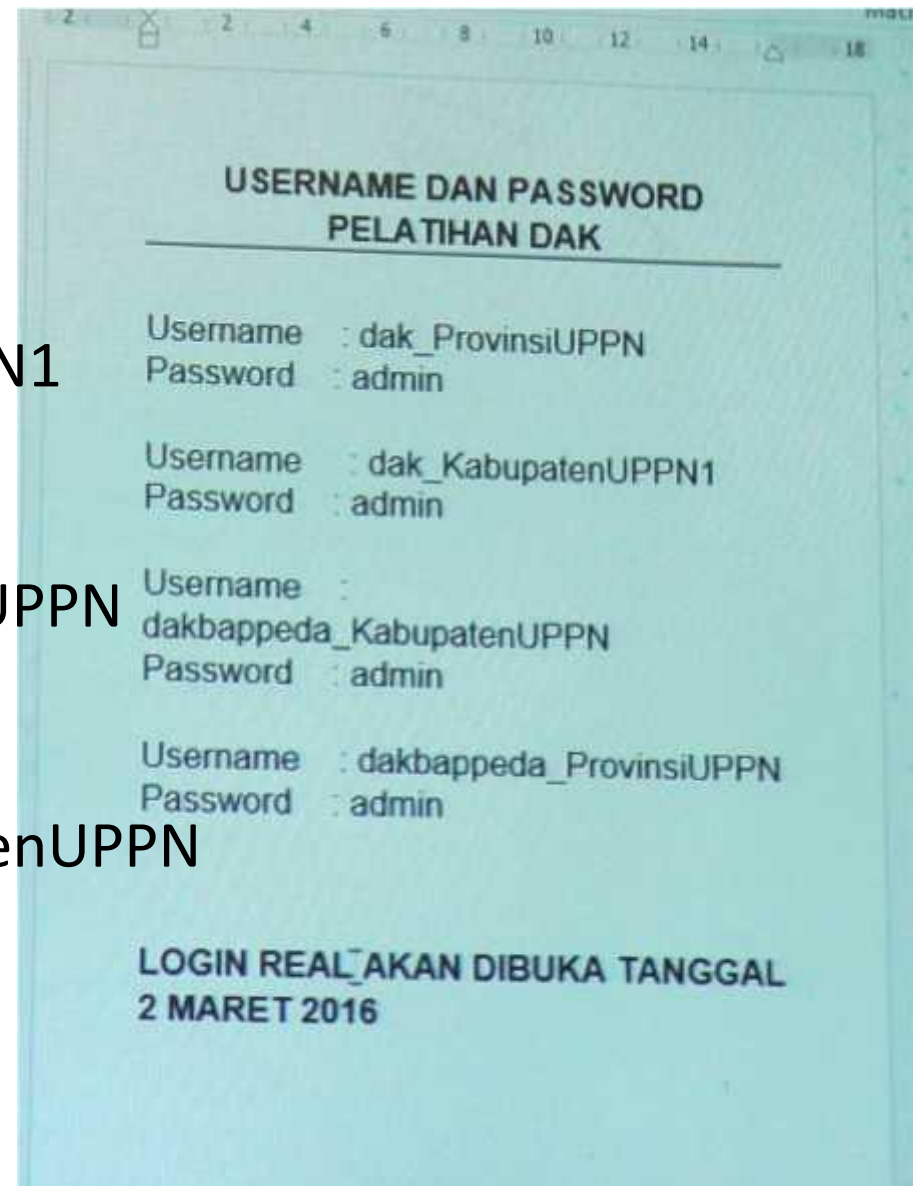 2 2 4 6 8 10 12 14 18
USERNAME DAN PASSWORD
PELATIHAN DAK
Username : dak_ProvinsiUPPN
N1
Password : admin
Username : dak_KabupatenUPPN1
Password : admin
Username :
UPPN
dakbappeda_KabupatenUPPN
Password : admin
Username : dakbappeda_ProvinsiUPPN
Password : admin
enUPPN
LOGIN REAL AKAN DIBUKA TANGGAL
2 MARET 2016